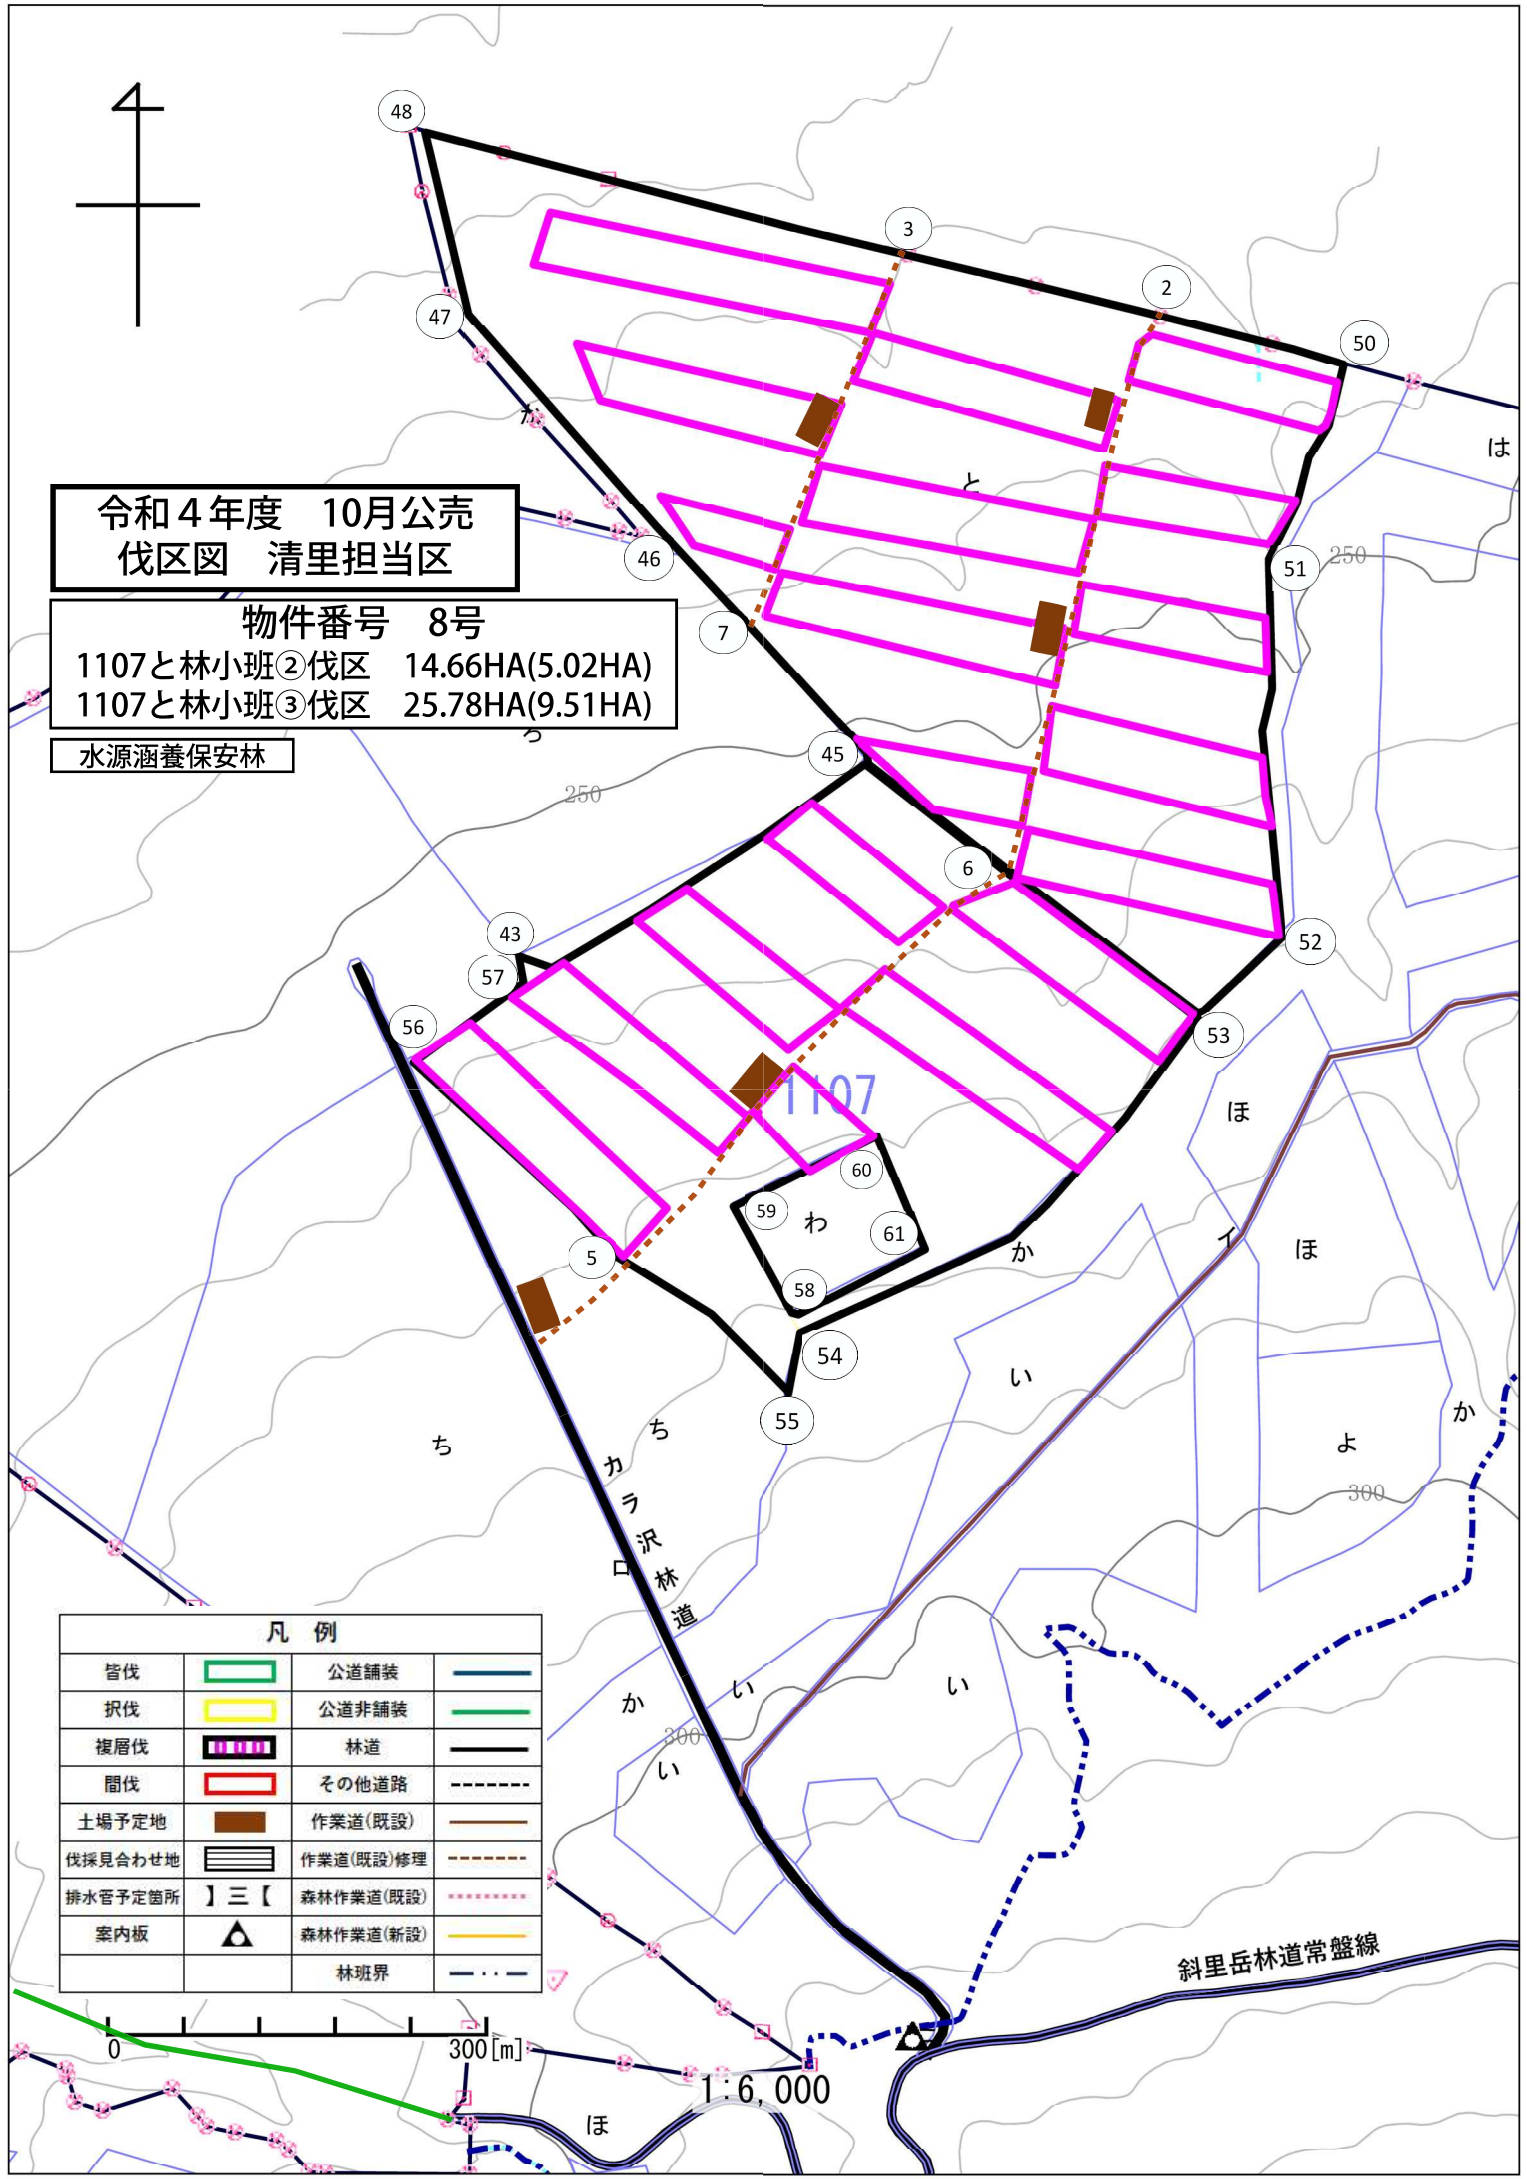 48
3
2
50
47
は
と
か
令和４年度　10月公売
伐区図　清里担当区
46
51
250
物件番号　8号
1107と林小班②伐区　14.66HA(5.02HA)
1107と林小班③伐区　25.78HA(9.51HA)
7
ろ
水源涵養保安林
45
250
6
43
52
57
56
53
1107
ほ
60
59
わ
61
イ
ほ
か
5
58
54
い
55
か
ち
ち
よ
カラ沢林道
300
口
い
い
か
300
い
凡　例
皆伐
公道舗装
択伐
公道非舗装
複層伐
林道
間伐
その他道路
土場予定地
作業道(既設)
伐採見合わせ地
作業道(既設)修理
排水管予定箇所
】三【
森林作業道(既設)
案内板
森林作業道(新設)
林班界
斜里岳林道常盤線
0
300[m]
1:6,000
ほ